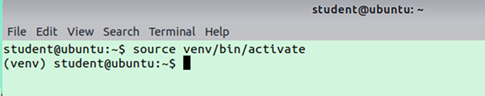 student@ubuntu: ~
File Edit View Search Terminal Help
student@ubuntu:~$ source venv/bin/activate
(venv) student@ubuntu:~$